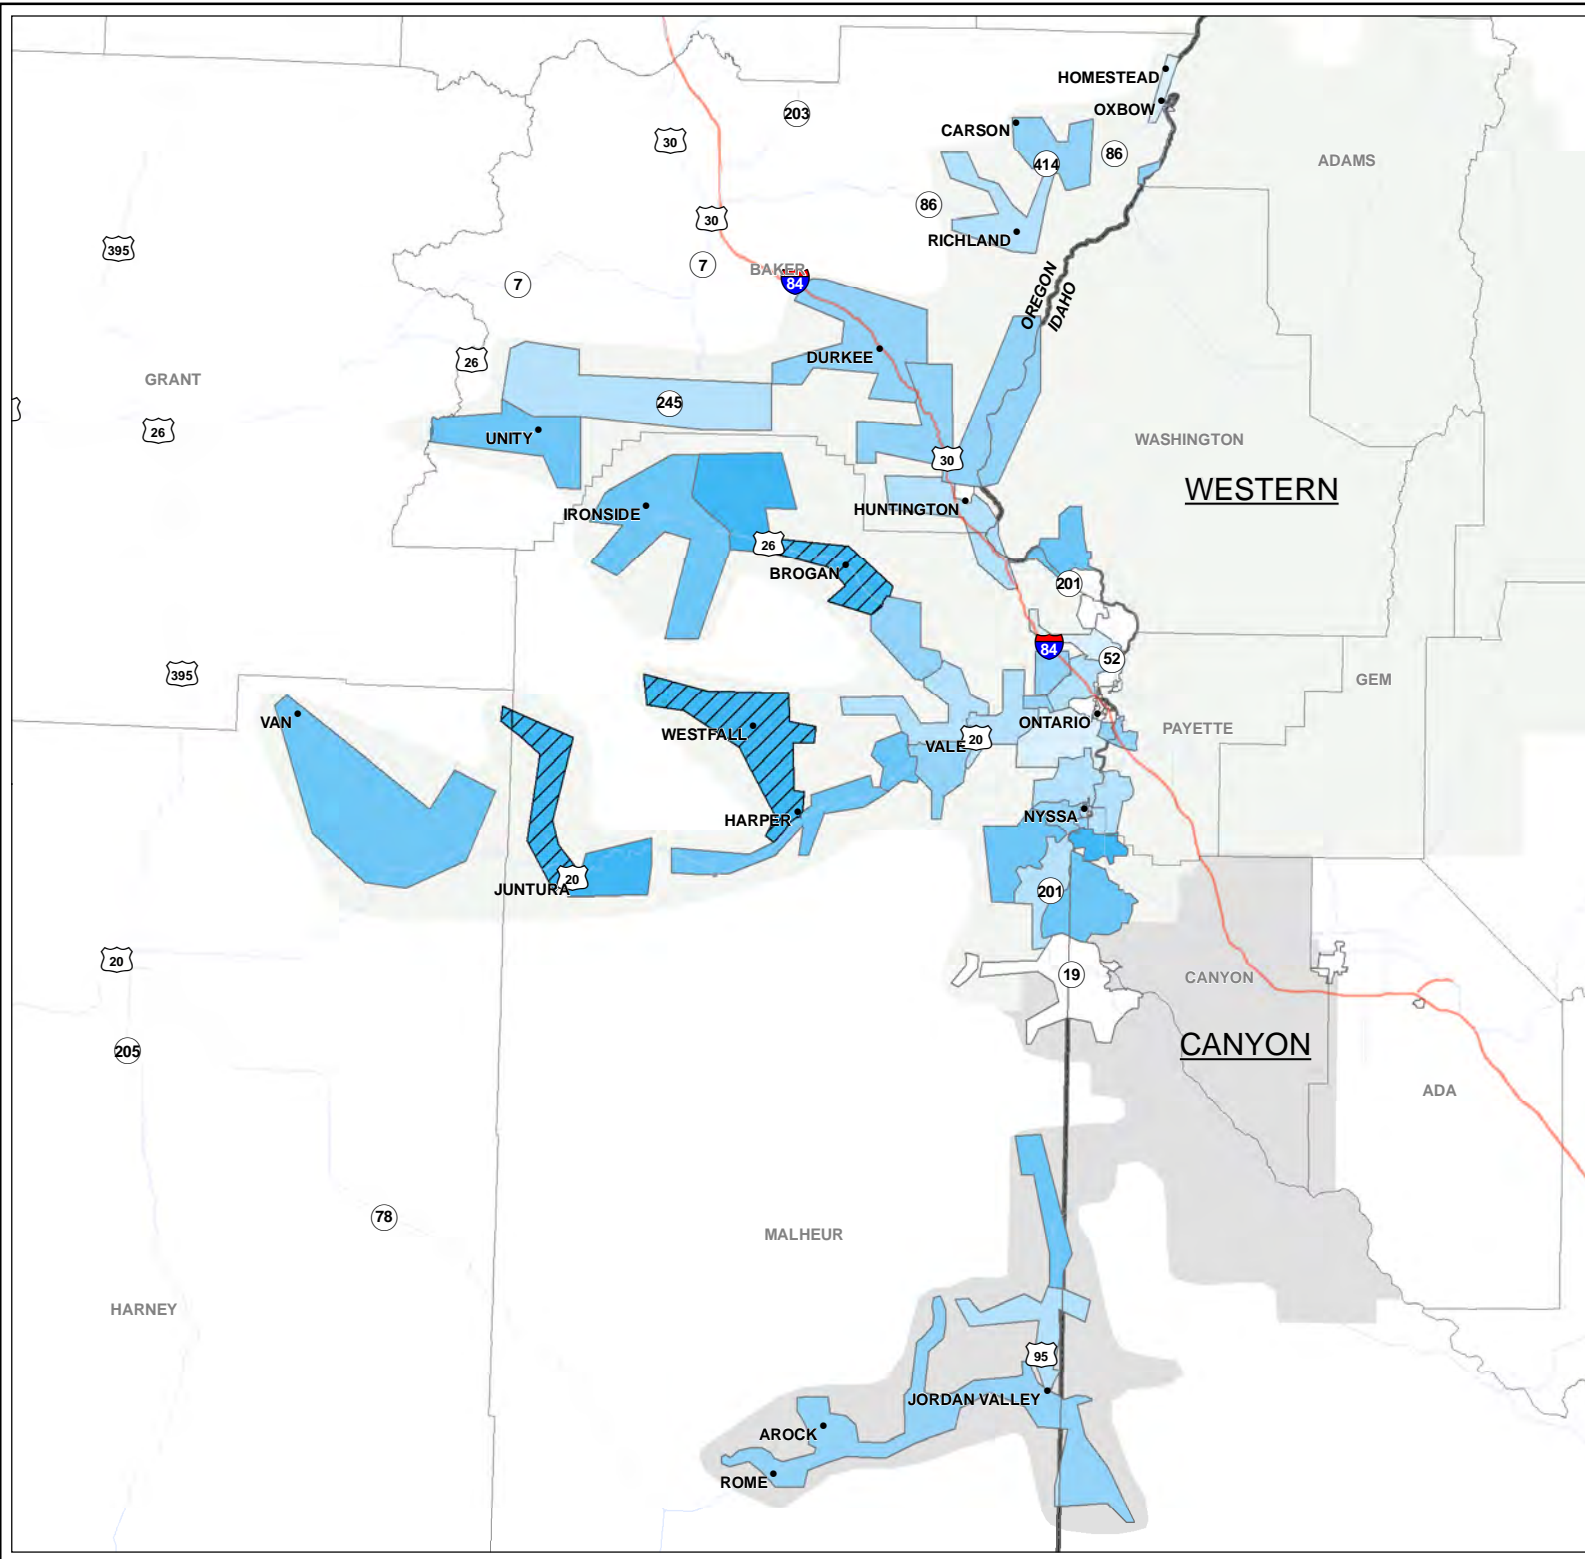 HOMESTEAD
OXBOW
203
CARSON
30
86
ADAMS
414
86
30
RICHLAND
395
7
BAKER
84
7
OREGON
IDAHO
DURKEE
26
GRANT
245
26
UNITY
WASHINGTON
30
WESTERN
HUNTINGTON
IRONSIDE
26
BROGAN
201
84
52
395
GEM
VAN
ONTARIO
PAYETTE
WESTFALL
VALE
20
HARPER
NYSSA
JUNTURA
20
201
20
19
CANYON
CANYON
205
ADA
78
MALHEUR
HARNEY
95
JORDAN VALLEY
AROCK
ROME